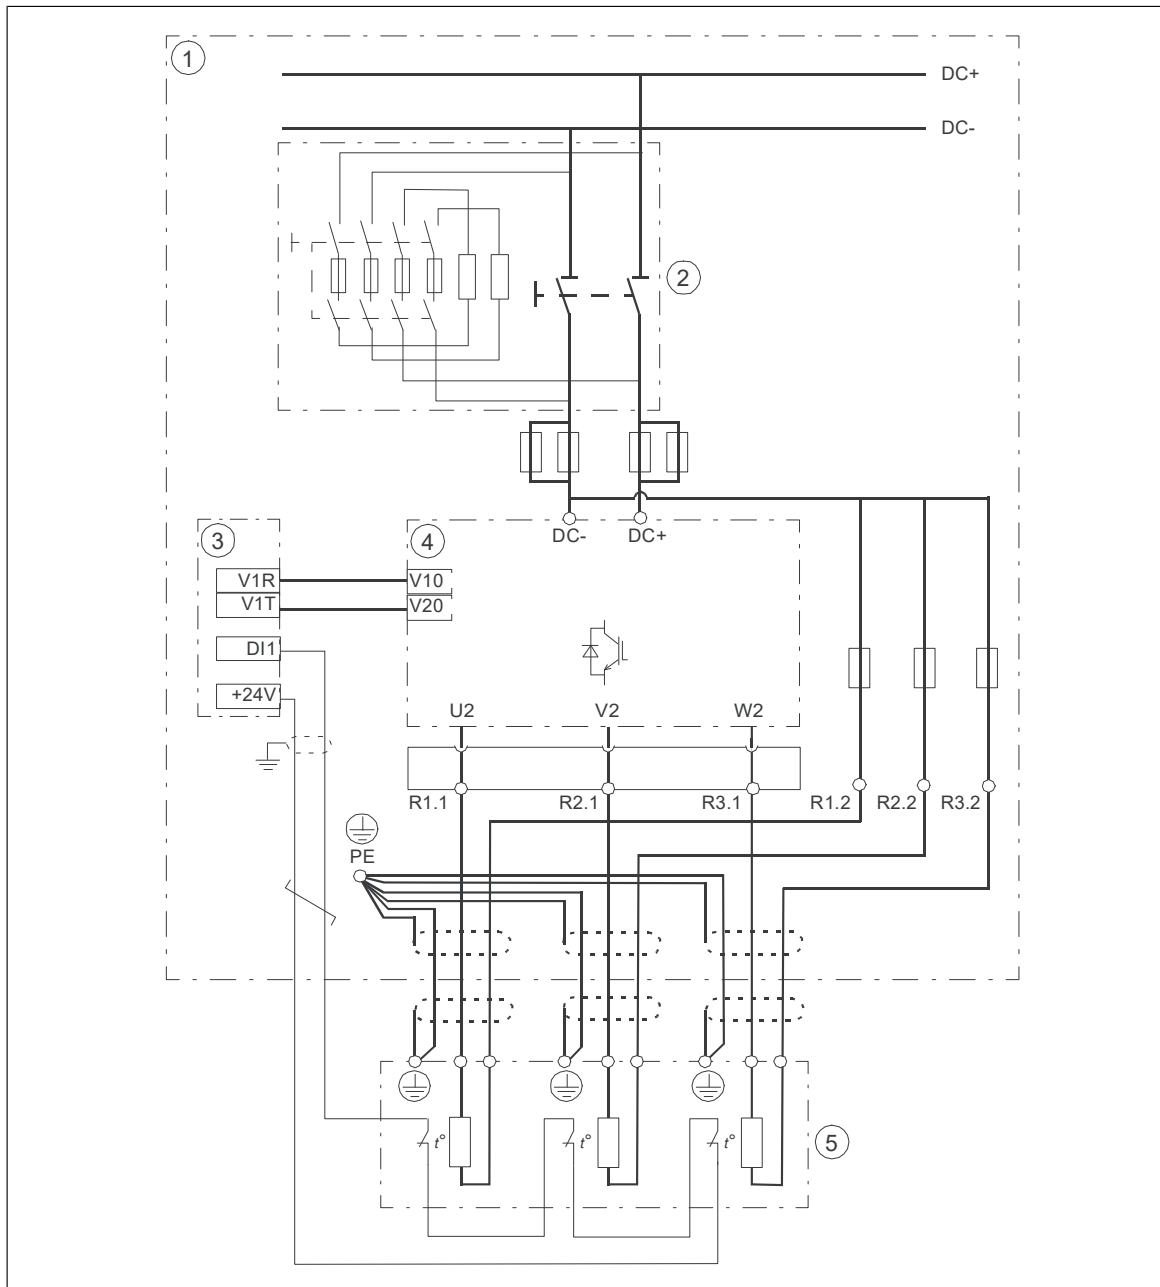 1
DC+
DC-
2
DC- DC+
3
4
V1R
V10
V1T
V20
DI1
+24V
U2 V2 W2
R1.1 R2.1 R3.1 R1.2 R2.2 R3.2
PE
t° t° t°
5